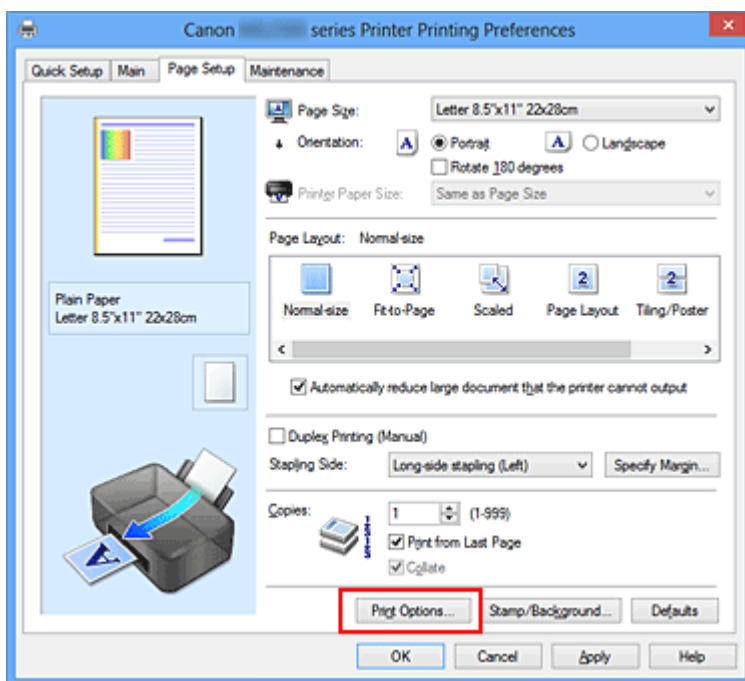 Canon series Printer Printing Preferences
Quick Setup Main Page Setup Maintenance
Page Size: Letter 8.5"x11" 22x28cm
Orientation: A Portrait A Landscape
Rotate 180 degrees
Printer Paper Size: Same as Page Size
Page Layout: Normal-size
2 2
Normal-size Fit-to-Page Scaled Page Layout Tiling/Poster
Plain Paper
Letter 8.5"x11" 22x28cm
Automatically reduce large document that the printer cannot output
Duplex Printing (Manual)
Stapling Side: Long-side stapling (Left) Specify Margin...
Copies: 1 (1-999)
Print from Last Page
Collate
A
Print Options... Stamp/Background... Defaults
OK Cancel Apply Help